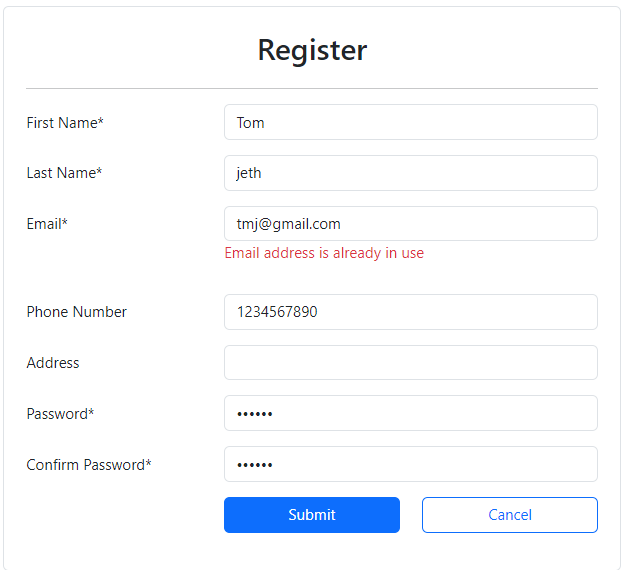 Register
First Name* Tom
Last Name* jeth
Email* tmj@gmail.com
Email address is already in use
Phone Number 1234567890
Address
Password* ••••••
Confirm Password* ••••••
Submit Cancel